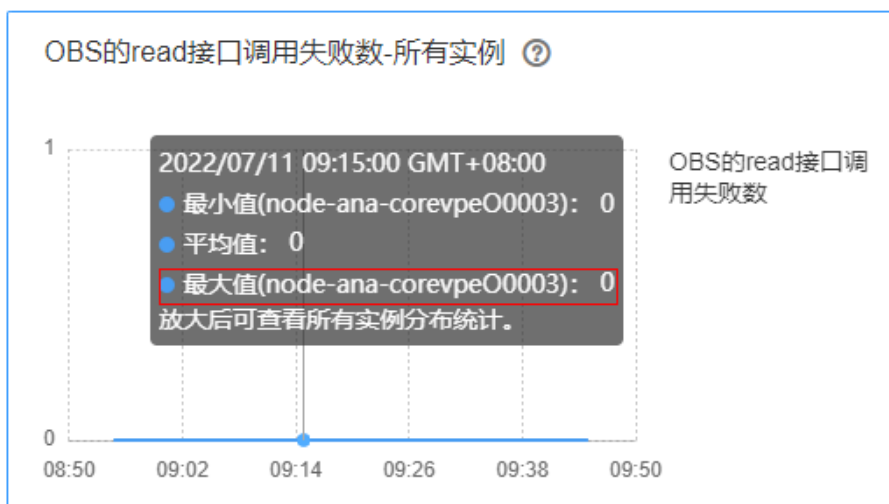 OBS的read接口调用失败数-所有实例 ?
1
2022/07/11 09:15:00 GMT+08:00
最小值(node-ana-corevpeO0003): 0
平均值: 0
最大值(node-ana-corevpeO0003): 0
放大后可查看所有实例分布统计。
OBS的read接口调
用失败数
0
08:50 09:02 09:14 09:26 09:38 09:50